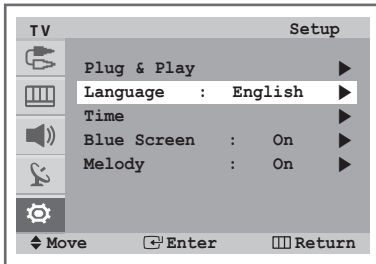 TV Setup
Plug & Play
Language : English
Time
Blue Screen : On
Melody : On
Move Enter Return